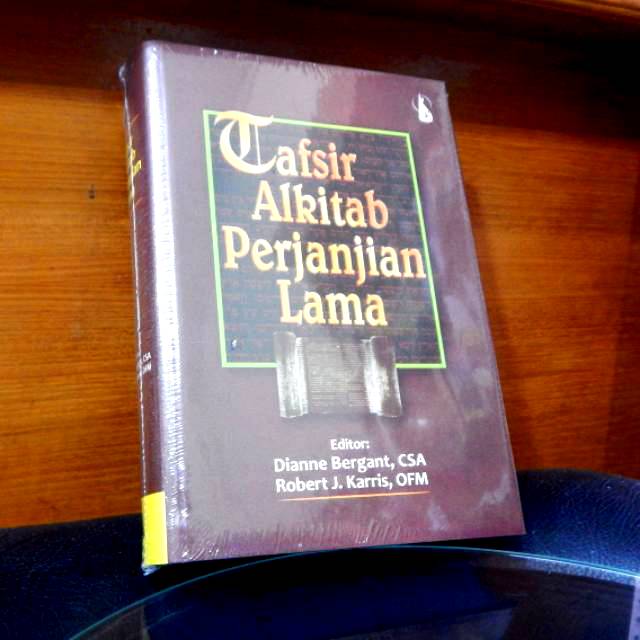 Tafsir
Alkitab
Perjanjian
Lama
Editor:
Dianne Bergant, CSA
Robert J. Karris, OFM